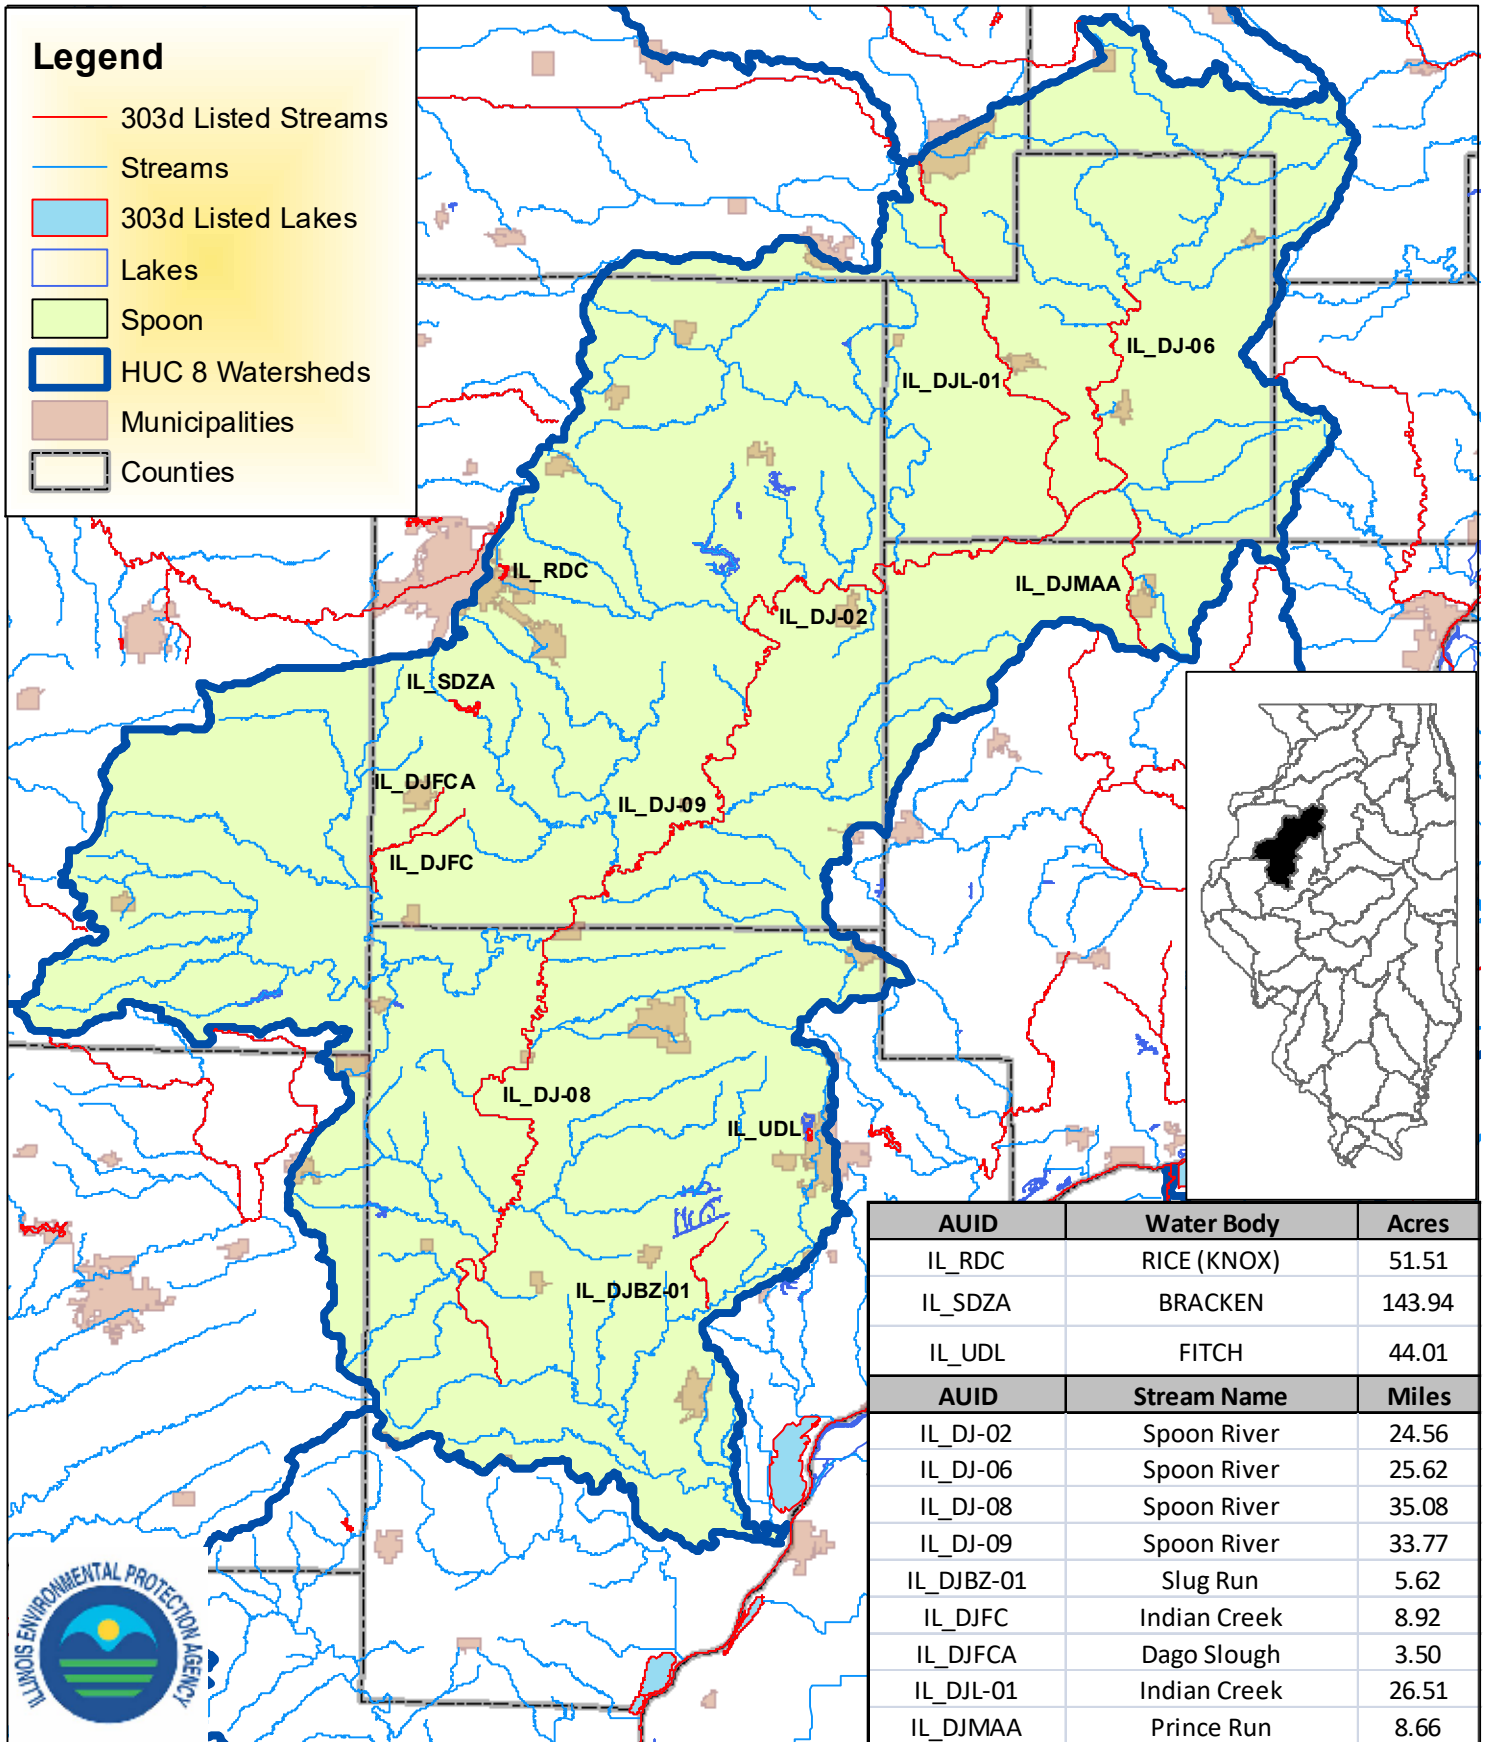 Legend
303d Listed Streams
Streams
303d Listed Lakes
Lakes
Spoon
HUC 8 Watersheds
Municipalities
Counties
IL_DJ-06
IL_DJL-01
IL_RDC
IL_DJMAA
IL_DJ-02
IL_SDZA
IL_DJFCA
IL_DJ-09
IL_DJFC
IL_DJ-08
IL_UDL
IL_DJBZ-01
AUID Water Body Acres
IL_RDC RICE (KNOX) 51.51
IL_SDZA BRACKEN 143.94
IL_UDL FITCH 44.01
AUID Stream Name Miles
IL_DJ-02 Spoon River 24.56
IL_DJ-06 Spoon River 25.62
IL_DJ-08 Spoon River 35.08
IL_DJ-09 Spoon River 33.77
IL_DJBZ-01 Slug Run 5.62
IL_DJFC Indian Creek 8.92
IL_DJFCA Dago Slough 3.50
IL_DJL-01 Indian Creek 26.51
IL_DJMAA Prince Run 8.66
ILLINOIS ENVIRONMENTAL PROTECTION AGENCY